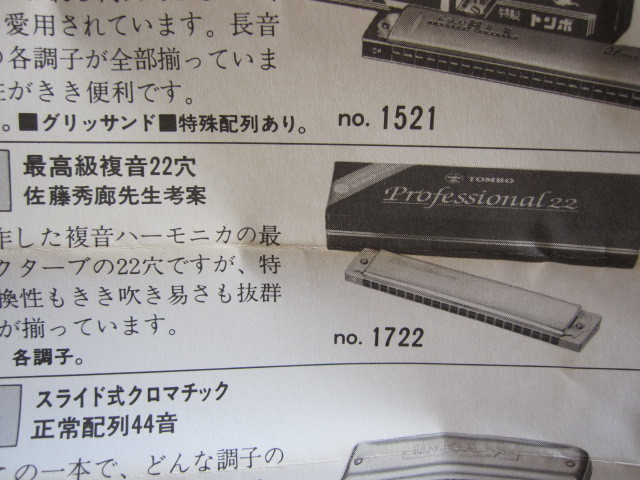 愛用されています。長音
各調子が全部揃っていま
がきき便利です。
。■グリッサンド■特殊配列あり。
特製 トンボ
no. 1521
最高級複音22穴
佐藤秀廊先生考案
作した複音ハーモニカの最
クターブの22穴ですが、特
換性もきき吹き易さも抜群
が揃っています。
各調子。
TOMBO
Professional 22
no. 1722
スライド式クロマチック
正常配列44音
の一本で、どんな調子の